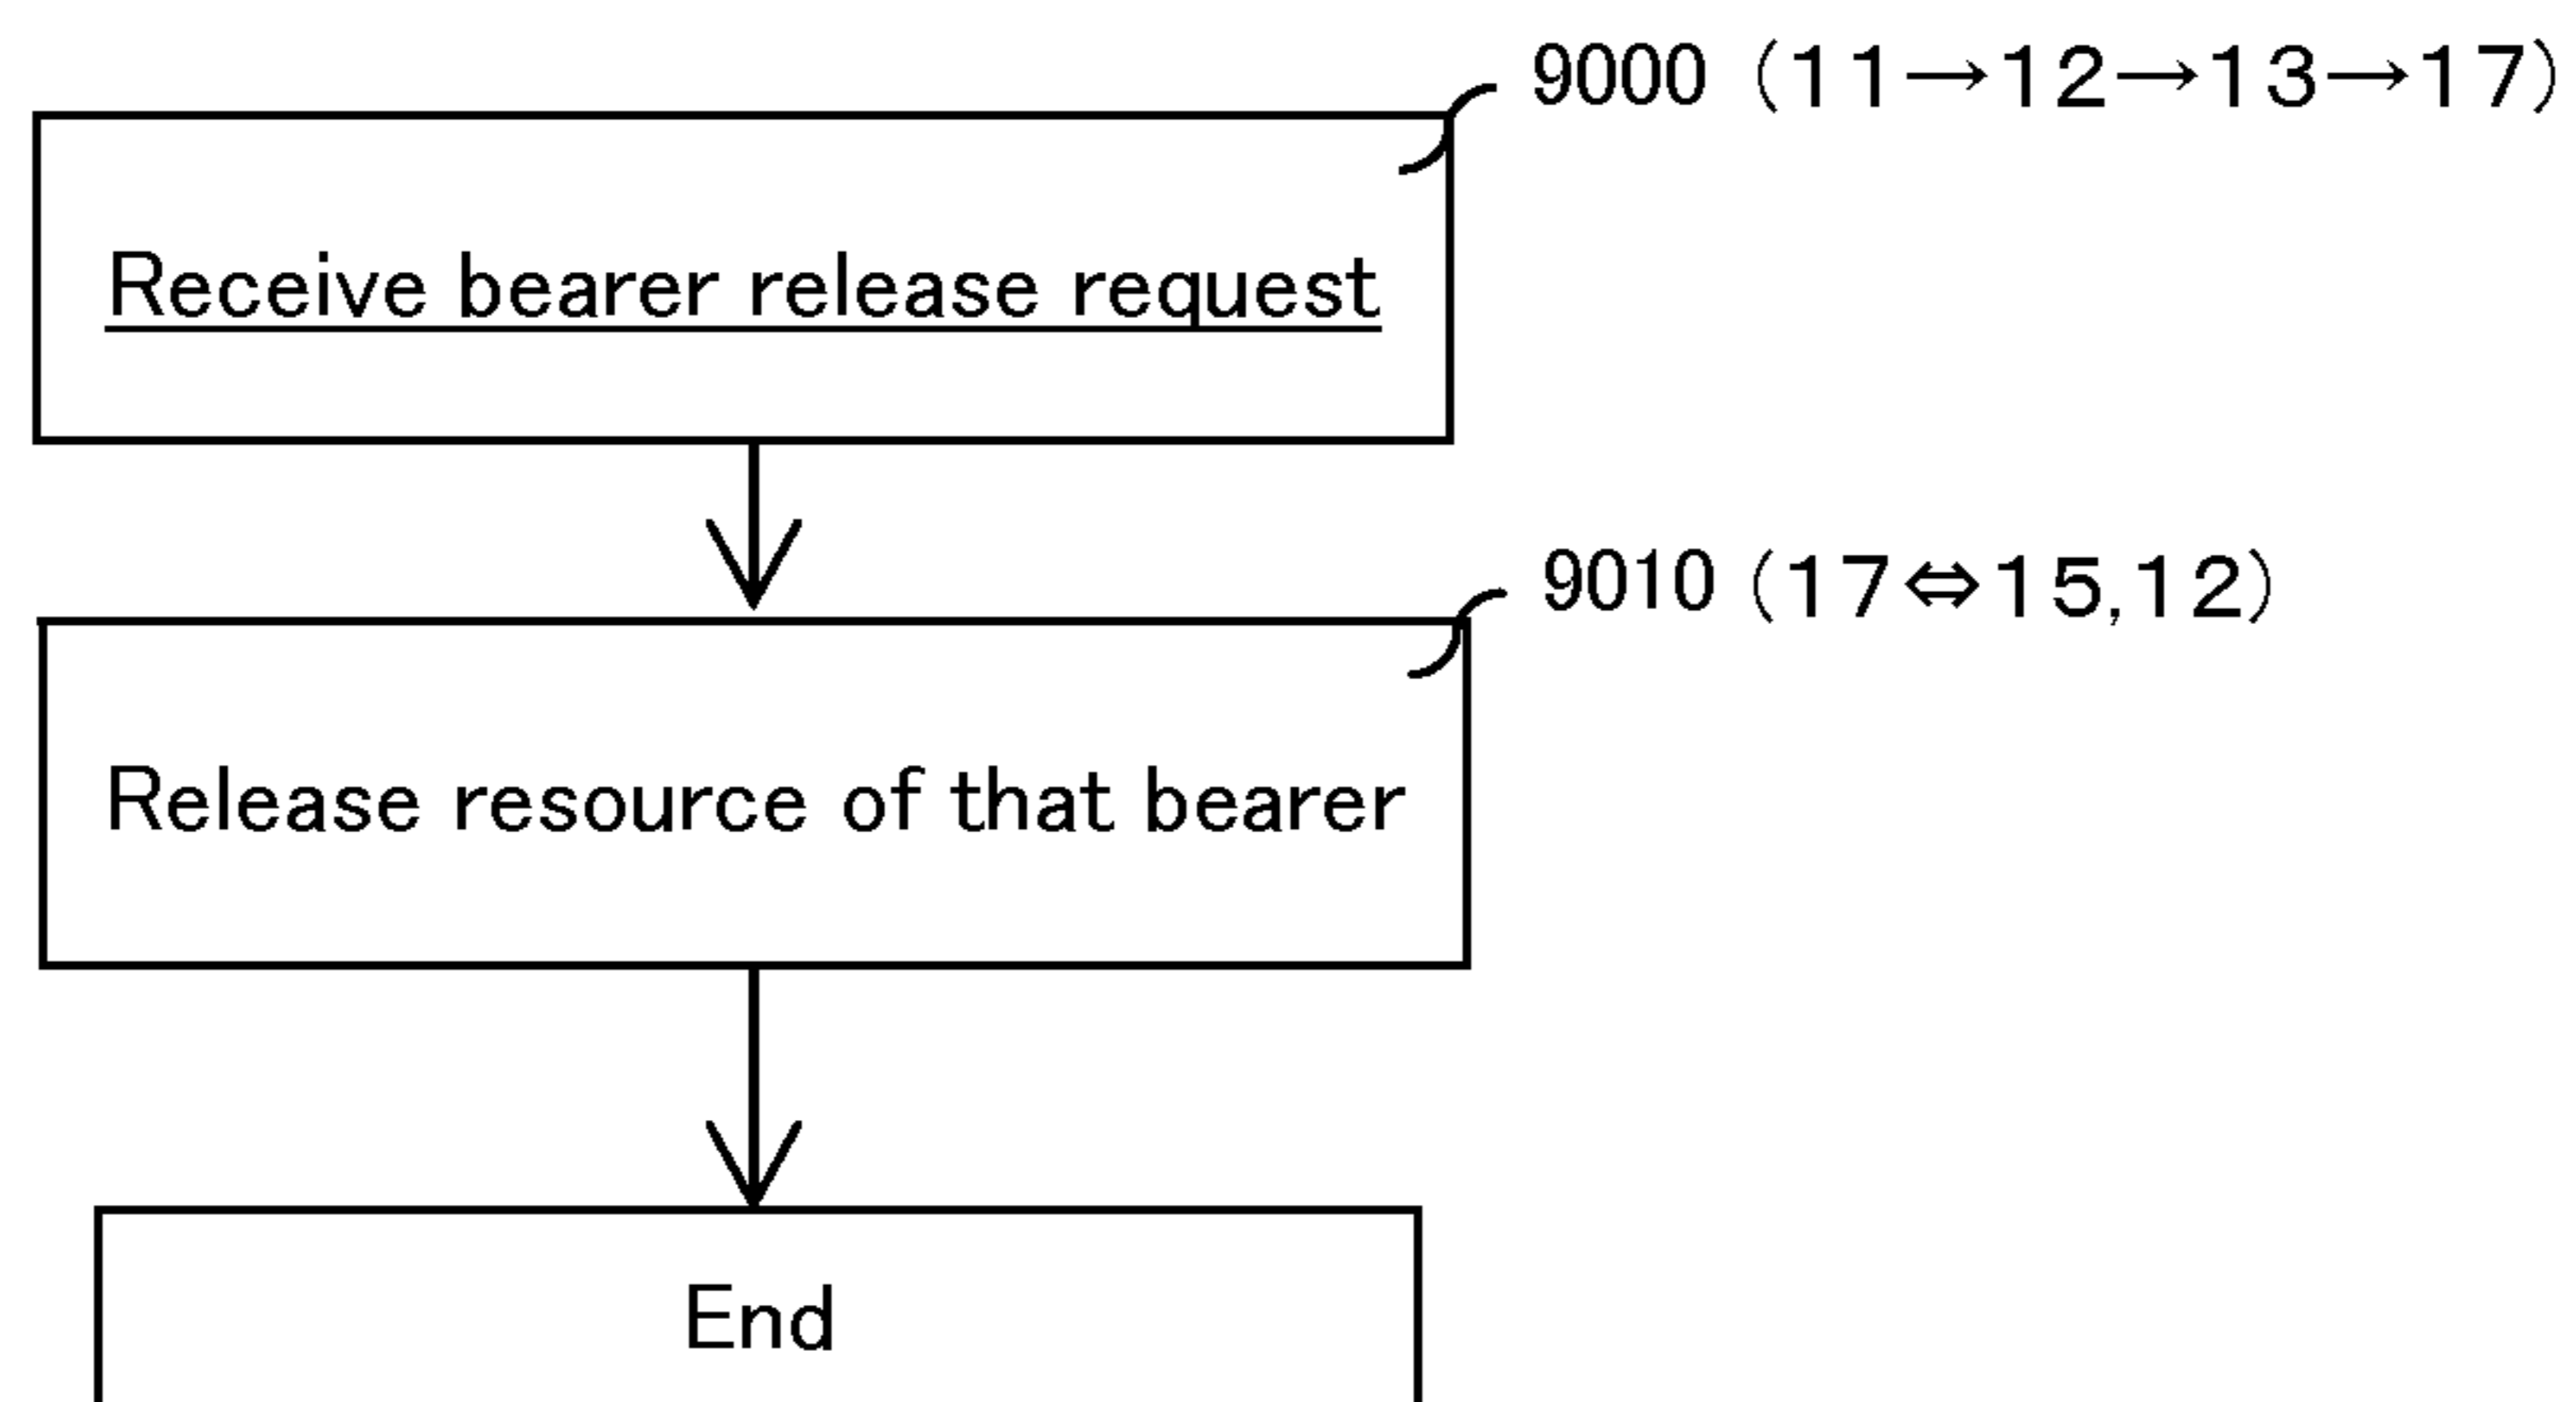 9000 (11→12→13→17)
Receive bearer release request
9010 (17⇔15,12)
Release resource of that bearer
End